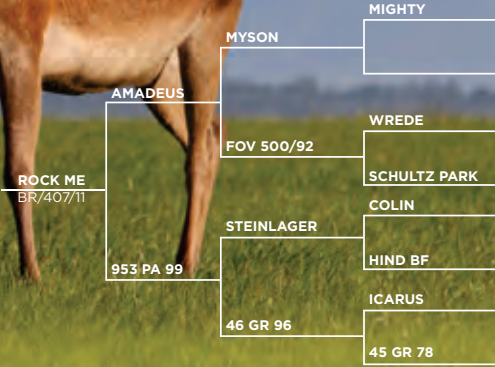 MIGHTY
MYSON
AMADEUS
WREDE
FOV 500/92
SCHULTZ PARK
ROCK ME
BR/407/11
COLIN
STEINLAGER
HIND BF
953 PA 99
ICARUS
46 GR 96
45 GR 78